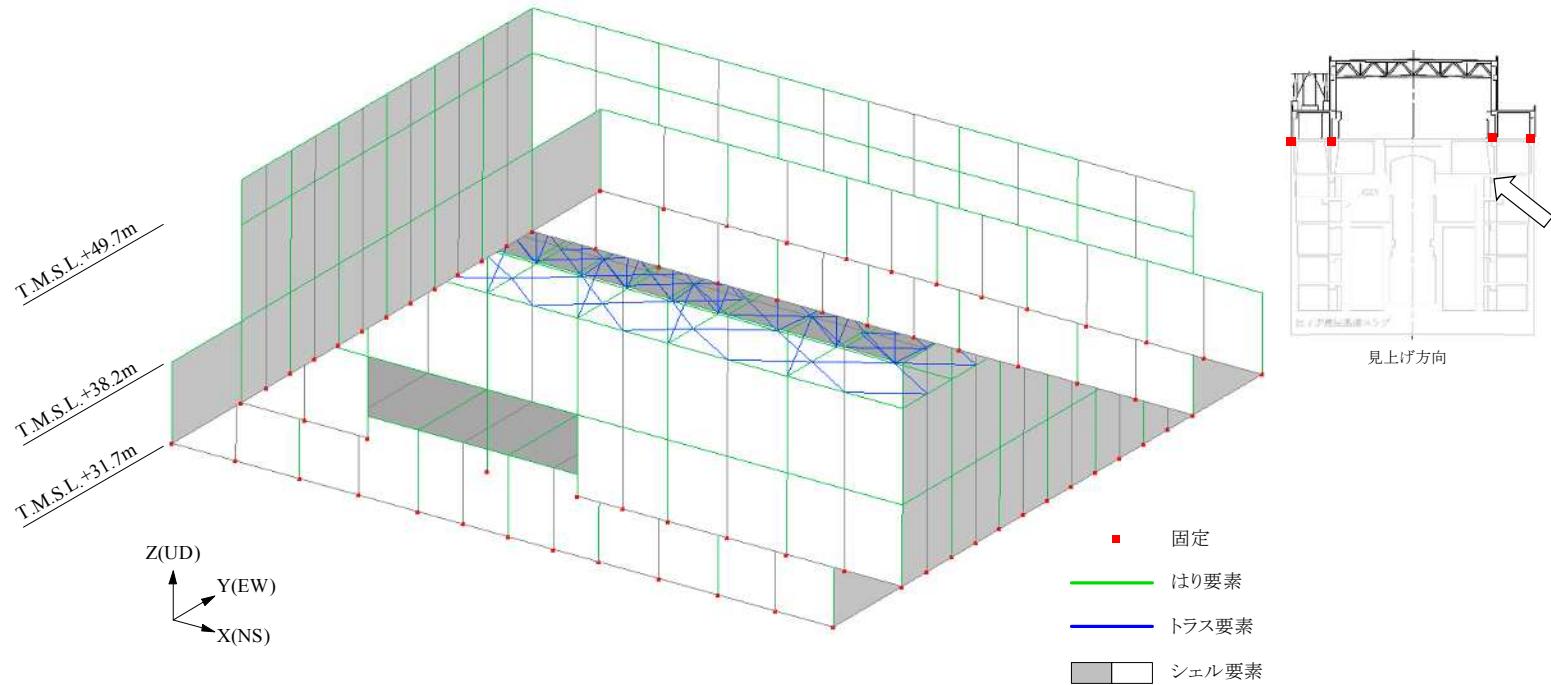 T.M.S.L.+49.7m
T.M.S.L.+38.2m
T.M.S.L.+31.7m
Z(UD)
Y(EW)
X(NS)
見上げ方向
固定
はり要素
トラス要素
シェル要素